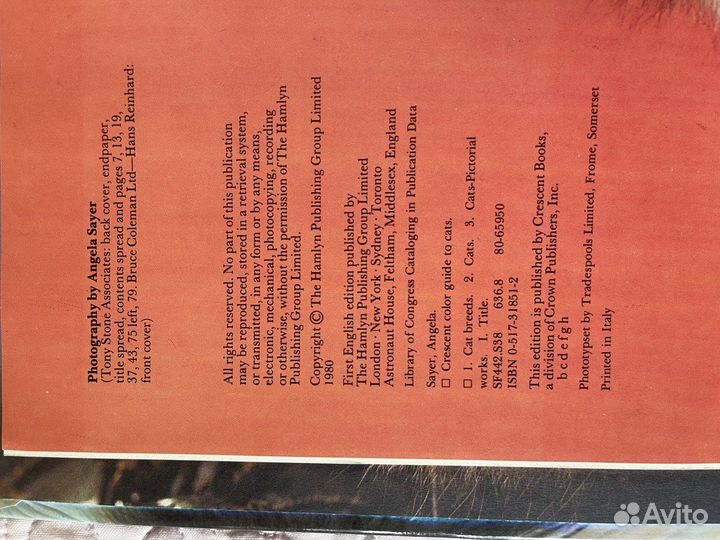 Photography by Angela Sayer
(Tony Stone Associates: back cover, endpaper,
title spread, contents spread and pages 7, 13, 19,
37, 43, 75 left, 79. Bruce Coleman Ltd—Hans Reinhard:
front cover)
All rights reserved. No part of this publication
may be reproduced, stored in a retrieval system,
or transmitted, in any form or by any means,
electronic, mechanical, photocopying, recording
or otherwise, without the permission of The Hamlyn
Publishing Group Limited.
Copyright © The Hamlyn Publishing Group Limited
1980
First English edition published by
The Hamlyn Publishing Group Limited
London · New York · Sydney · Toronto
Astronaut House, Feltham, Middlesex, England
Library of Congress Cataloging in Publication Data
Sayer, Angela.
□ Crescent color guide to cats.
□ 1. Cat breeds. 2. Cats. 3. Cats-Pictorial
works. I. Title.
SF442.S38 636.8 80-65950
ISBN 0-517-31851-2
This edition is published by Crescent Books,
a division of Crown Publishers, Inc.
b c d e f g h
Phototypset by Tradespools Limited, Frome, Somerset
Printed in Italy
Avito